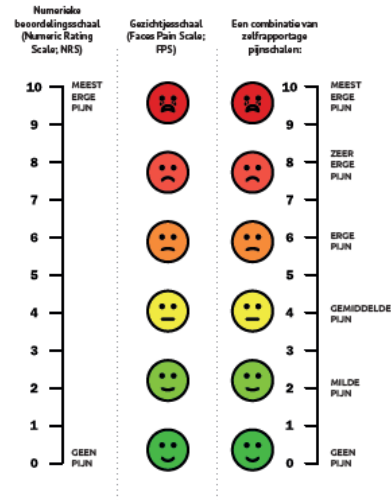 Numerieke
beoordelingsschaal
(Numeric Rating
Scale; NRS)
Gezichtjesschaal
(Faces Pain Scale;
FPS)
Een combinatie van
zelfrapportage
pijnschalen:
10
MEEST
ERGE
PIJN
9
8
7
6
5
4
3
2
1
0
GEEN
PIJN
10
MEEST
ERGE
PIJN
9
8
ZEER
ERGE
PIJN
7
6
ERGE
PIJN
5
4
GEMIDDELDE
PIJN
3
2
MILDE
PIJN
1
0
GEEN
PIJN